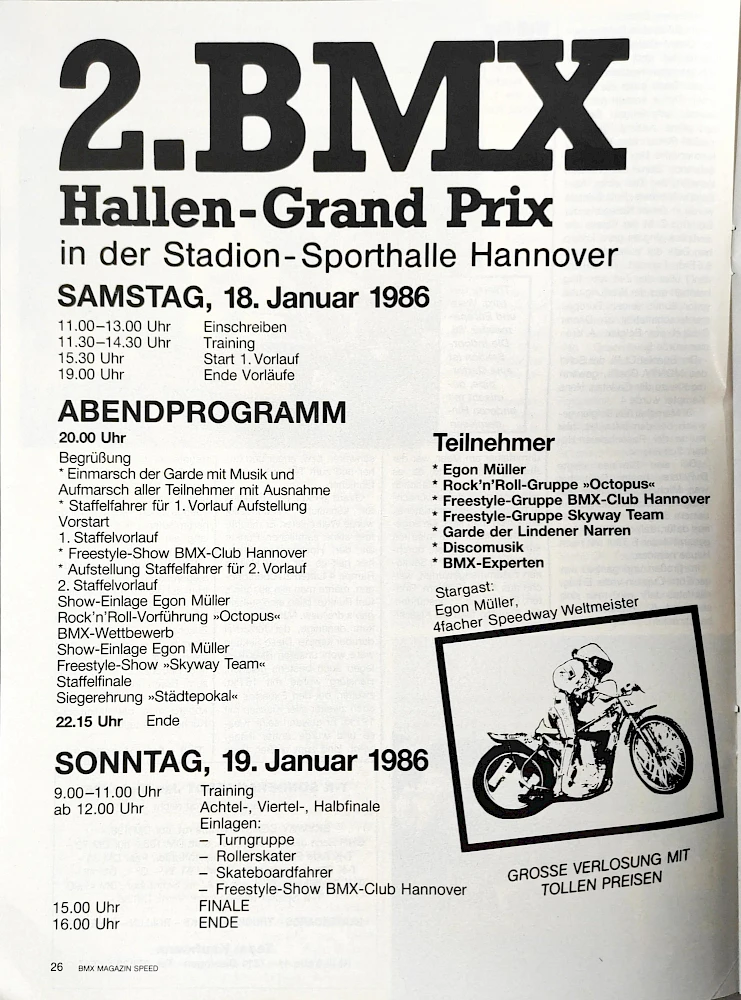 2. BMX
Hallen-Grand Prix
in der Stadion-Sporthalle Hannover
SAMSTAG, 18. Januar 1986
11.00–13.00 Uhr Einschreiben
11.30–14.30 Uhr Training
15.30 Uhr Start 1. Vorlauf
19.00 Uhr Ende Vorläufe
ABENDPROGRAMM
20.00 Uhr
Begrüßung
* Einmarsch der Garde mit Musik und
Aufmarsch aller Teilnehmer mit Ausnahme
* Staffelfahrer für 1. Vorlauf Aufstellung
Vorstart
1. Staffelvorlauf
* Freestyle-Show BMX-Club Hannover
* Aufstellung Staffelfahrer für 2. Vorlauf
2. Staffelvorlauf
Show-Einlage Egon Müller
Rock'n'Roll-Vorführung »Octopus«
BMX-Wettbewerb
Show-Einlage Egon Müller
Freestyle-Show »Skyway Team«
Staffelfinale
Siegerehrung »Städtepokal«
22.15 Uhr Ende
Teilnehmer
* Egon Müller
* Rock'n'Roll-Gruppe »Octopus«
* Freestyle-Gruppe BMX-Club Hannover
* Freestyle-Gruppe Skyway Team
* Garde der Lindener Narren
* Discomusik
* BMX-Experten
Stargast:
Egon Müller,
4facher Speedway Weltmeister
SONNTAG, 19. Januar 1986
9.00–11.00 Uhr Training
ab 12.00 Uhr Achtel-, Viertel-, Halbfinale
Einlagen:
– Turngruppe
– Rollerskater
– Skateboardfahrer
– Freestyle-Show BMX-Club Hannover
15.00 Uhr FINALE
16.00 Uhr ENDE
GROSSE VERLOSUNG MIT
TOLLEN PREISEN
26 BMX MAGAZIN SPEED